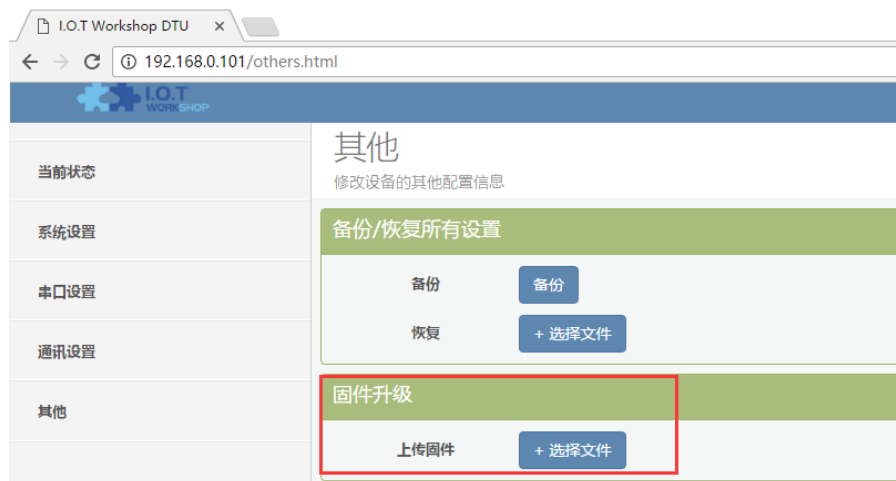 I.O.T Workshop DTU
192.168.0.101/others.html
I.O.T
WORKSHOP
当前状态
系统设置
串口设置
通讯设置
其他
其他
修改设备的其他配置信息
备份/恢复所有设置
备份
备份
恢复
+ 选择文件
固件升级
上传固件
+ 选择文件